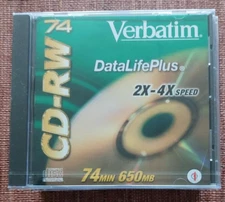 74
Verbatim®
DataLifePlus®
2X-4X SPEED
CD-RW
74MIN 650MB